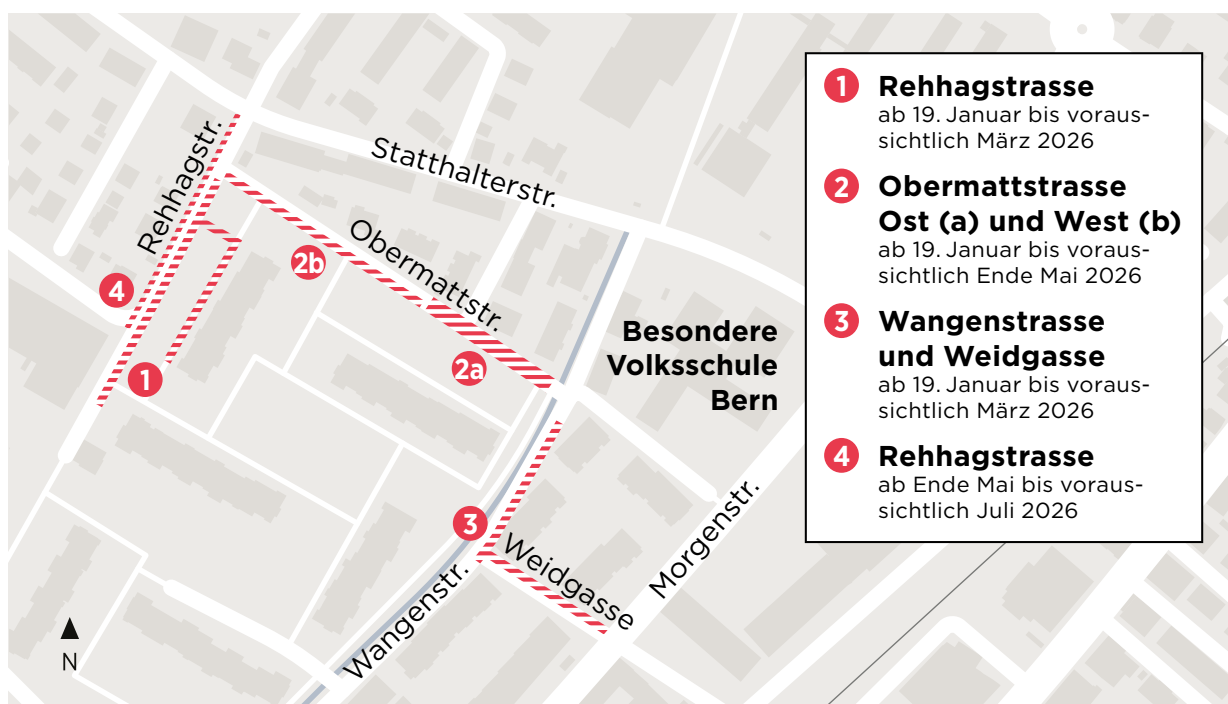 Rehhagstr.
Statthalterstr.
Obermattstr.
2b
2a
4
1
Besondere
Volksschule
Bern
3
Weidgasse
Wangenstr.
Morgenstr.
N
1 Rehhagstrasse
ab 19. Januar bis voraus-
sichtlich März 2026
2 Obermattstrasse
Ost (a) und West (b)
ab 19. Januar bis voraus-
sichtlich Ende Mai 2026
3 Wangenstrasse
und Weidgasse
ab 19. Januar bis voraus-
sichtlich März 2026
4 Rehhagstrasse
ab Ende Mai bis voraus-
sichtlich Juli 2026